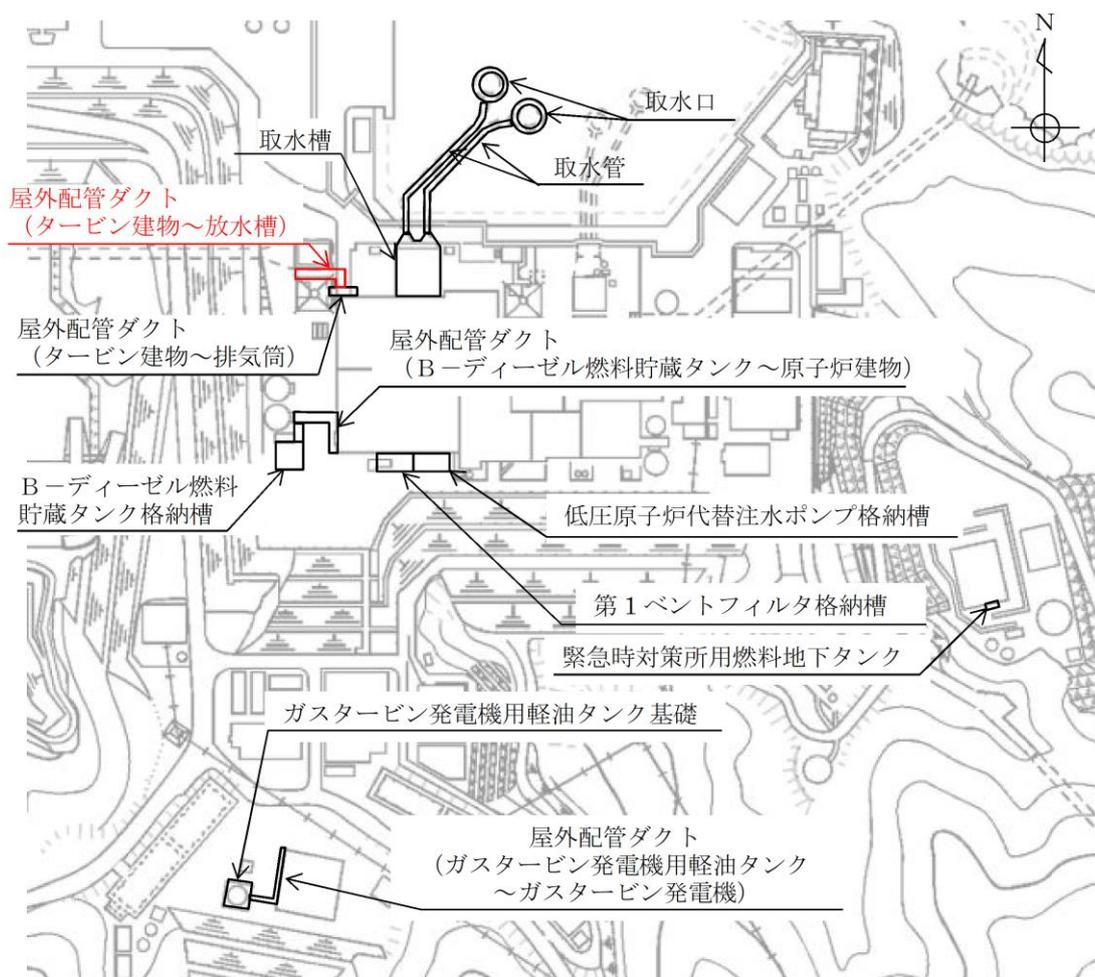 N
取水口
取水槽
取水管
屋外配管ダクト
(タービン建物～放水槽)
屋外配管ダクト
(タービン建物～排気筒)
屋外配管ダクト
(B－ディーゼル燃料貯蔵タンク～原子炉建物)
B－ディーゼル燃料
貯蔵タンク格納槽
低圧原子炉代替注水ポンプ格納槽
第1ベントフィルタ格納槽
緊急時対策所用燃料地下タンク
ガスタービン発電機用軽油タンク基礎
屋外配管ダクト
(ガスタービン発電機用軽油タンク
～ガスタービン発電機)